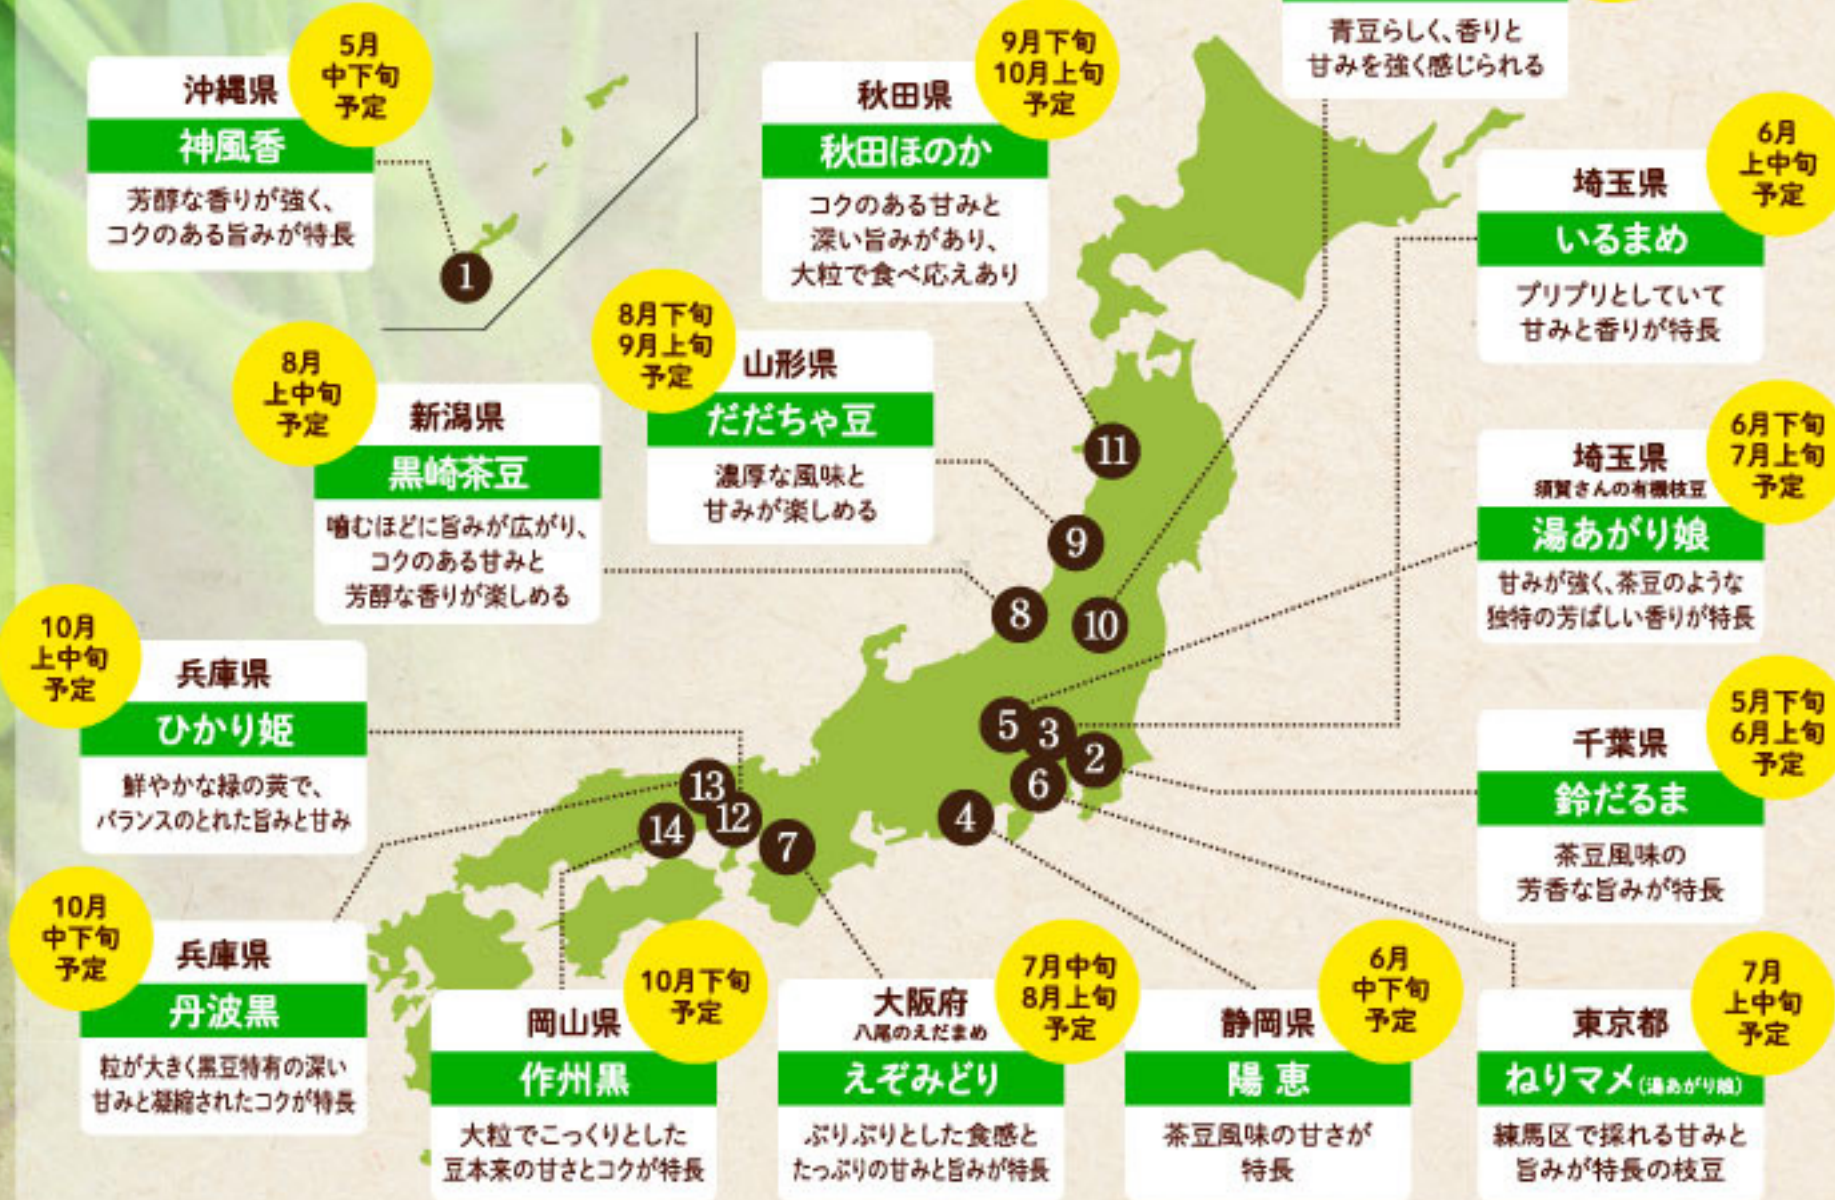 青豆らしく、香りと
甘みを強く感じられる
沖縄県
5月
中下旬
予定
神風香
芳醇な香りが強く、
コクのある旨みが特長
秋田県
9月下旬
10月上旬
予定
秋田ほのか
コクのある甘みと
深い旨みがあり、
大粒で食べ応えあり
埼玉県
6月
上中旬
予定
いるまめ
プリプリとしていて
甘みと香りが特長
新潟県
8月
上中旬
予定
黒崎茶豆
噛むほどに旨みが広がり、
コクのある甘みと
芳醇な香りが楽しめる
山形県
8月下旬
9月上旬
予定
だだちゃ豆
濃厚な風味と
甘みが楽しめる
埼玉県
須賀さんの有機枝豆
6月下旬
7月上旬
予定
湯あがり娘
甘みが強く、茶豆のような
独特の芳ばしい香りが特長
兵庫県
10月
上中旬
予定
ひかり姫
鮮やかな緑の莢で、
バランスのとれた旨みと甘み
千葉県
5月下旬
6月上旬
予定
鈴だるま
茶豆風味の
芳香な旨みが特長
兵庫県
10月
中下旬
予定
丹波黒
粒が大きく黒豆特有の深い
甘みと凝縮されたコクが特長
岡山県
10月下旬
予定
作州黒
大粒でこっくりとした
豆本来の甘さとコクが特長
大阪府
八尾のえだまめ
7月中旬
8月上旬
予定
えぞみどり
ぷりぷりとした食感と
たっぷりの甘みと旨みが特長
静岡県
6月
中下旬
予定
陽 恵
茶豆風味の甘さが
特長
東京都
7月
上中旬
予定
ねりマメ(湯あがり娘)
練馬区で採れる甘みと
旨みが特長の枝豆
1
11
9
8
10
5
3
2
6
4
13
12
14
7